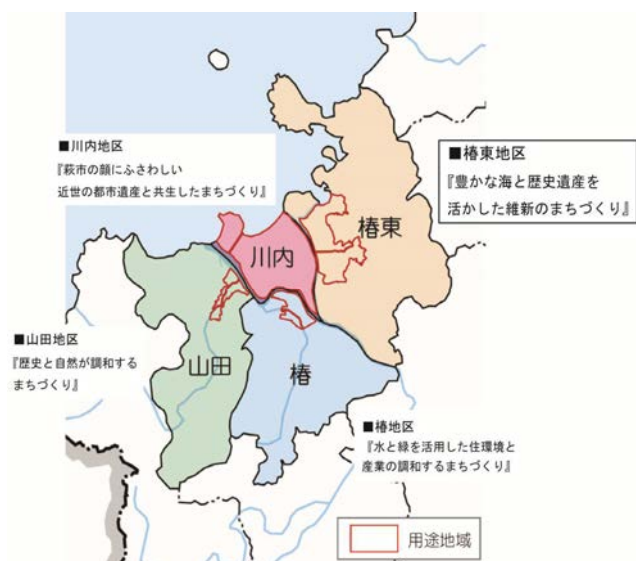 ■川内地区
『萩市の顔にふさわしい
近世の都市遺産と共生したまちづくり』
■椿東地区
『豊かな海と歴史遺産を
活かした維新のまちづくり』
椿東
川内
■山田地区
『歴史と自然が調和する
まちづくり』
山田
椿
■椿地区
『水と緑を活用した住環境と
産業の調和するまちづくり』
用途地域